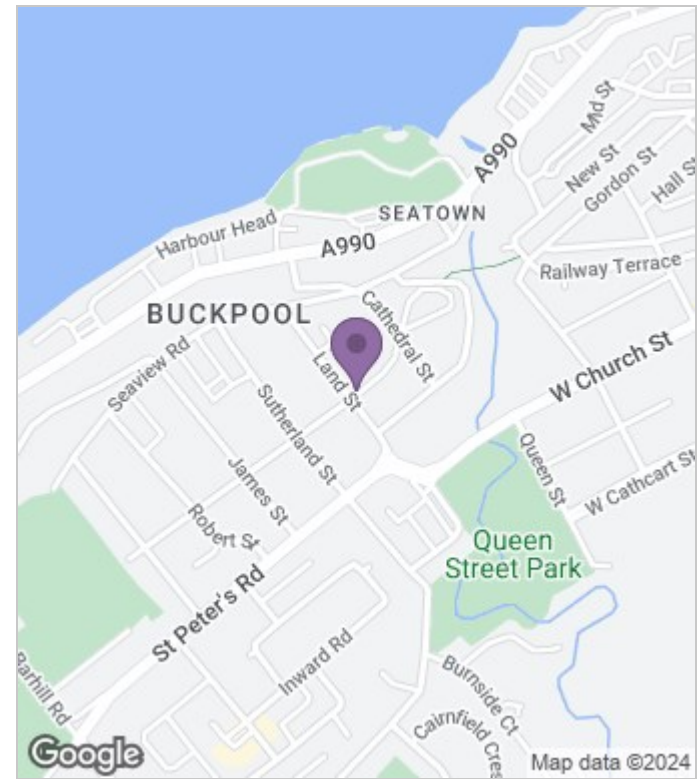 A990
Mid St
New St
Gordon St
Hall S
SEATOWN
Harbour Head
A990
Railway Terrace
BUCKPOOL
Cathedral St
Seaview Rd
Land St
W Church St
Sutherland St
Queen St
James St
W Cathcart St
Robert St
Queen
Street Park
St Peter's Rd
Inward Rd
Barhill Rd
Burnside Ct
Cairnfield Cres
Google
Map data ©2024